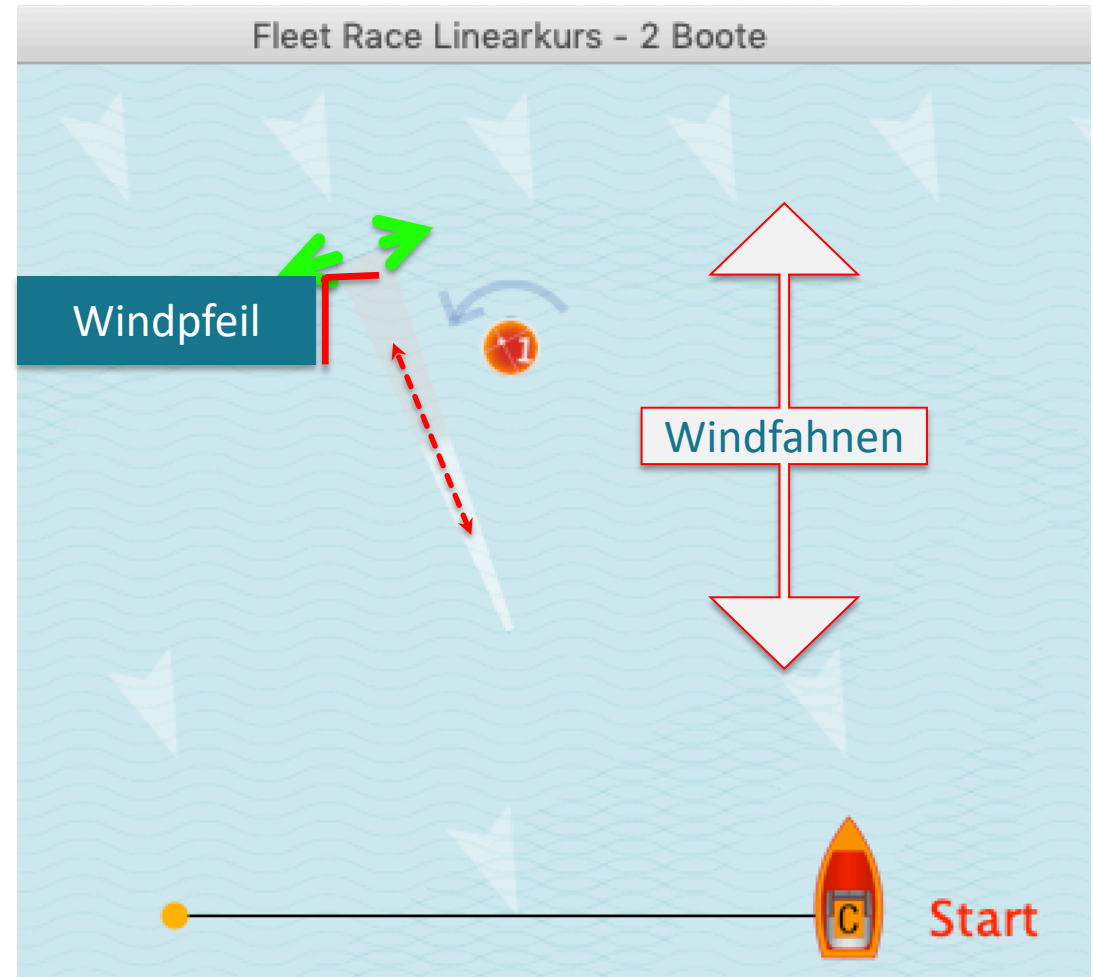 Fleet Race Linearkurs - 2 Boote
Windpfeil
1
Windfahnen
C
Start